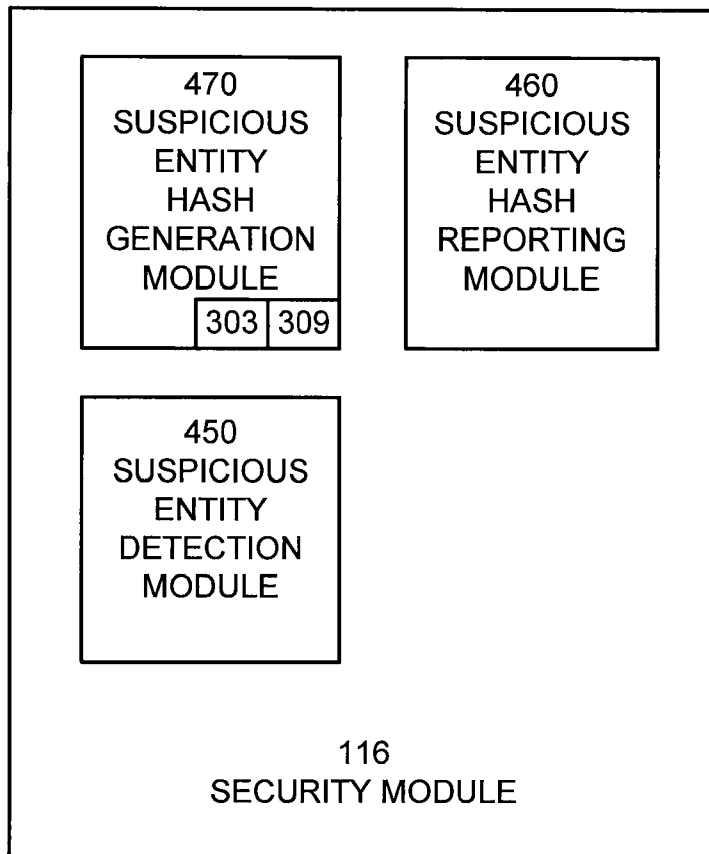 470
SUSPICIOUS
ENTITY
HASH
GENERATION
MODULE
303 309
460
SUSPICIOUS
ENTITY
HASH
REPORTING
MODULE
450
SUSPICIOUS
ENTITY
DETECTION
MODULE
116
SECURITY MODULE